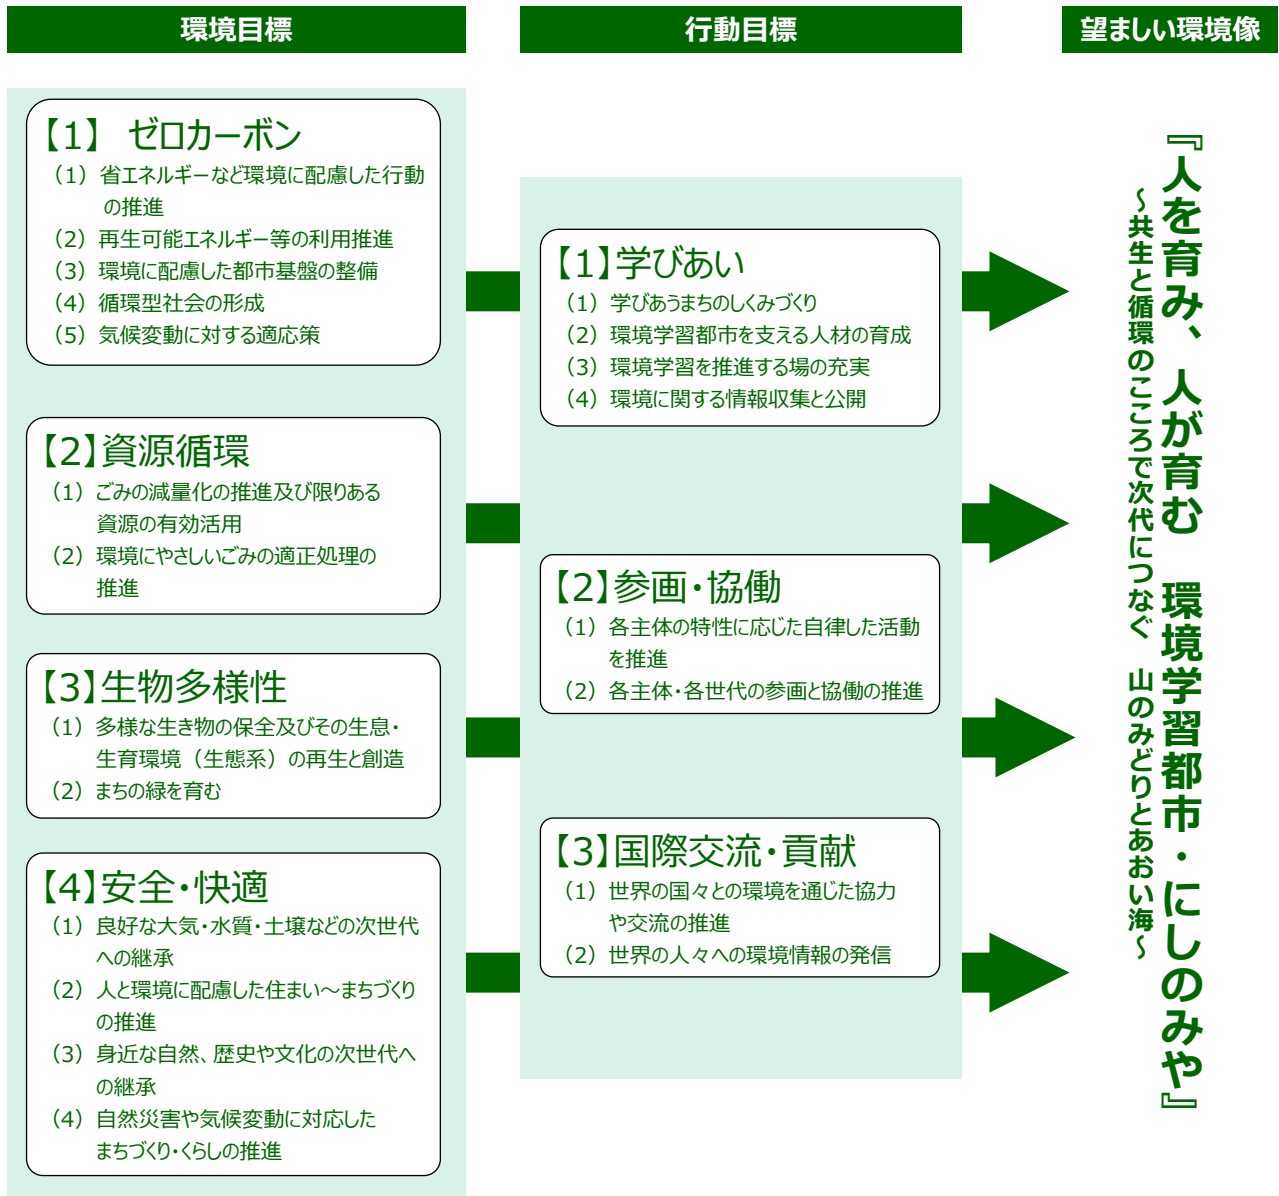 環境目標
【1】 ゼロカーボン
（1）省エネルギーなど環境に配慮した行動
の推進
（2）再生可能エネルギー等の利用推進
（3）環境に配慮した都市基盤の整備
（4）循環型社会の形成
（5）気候変動に対する適応策
【2】資源循環
（1）ごみの減量化の推進及び限りある
資源の有効活用
（2）環境にやさしいごみの適正処理の
推進
【3】生物多様性
（1）多様な生き物の保全及びその生息・
生育環境（生態系）の再生と創造
（2）まちの緑を育む
【4】安全・快適
（1）良好な大気・水質・土壌などの次世代
への継承
（2）人と環境に配慮した住まい～まちづくり
の推進
（3）身近な自然、歴史や文化の次世代へ
の継承
（4）自然災害や気候変動に対応した
まちづくり・くらしの推進
行動目標
【1】学びあい
（1）学びあうまちのしくみづくり
（2）環境学習都市を支える人材の育成
（3）環境学習を推進する場の充実
（4）環境に関する情報収集と公開
【2】参画・協働
（1）各主体の特性に応じた自律した活動
を推進
（2）各主体・各世代の参画と協働の推進
【3】国際交流・貢献
（1）世界の国々との環境を通じた協力
や交流の推進
（2）世界の人々への環境情報の発信
望ましい環境像
『人を育み、人が育む　環境学習都市・にしのみや』
～共生と循環のこころで次代につなぐ　山のみどりとあおい海～